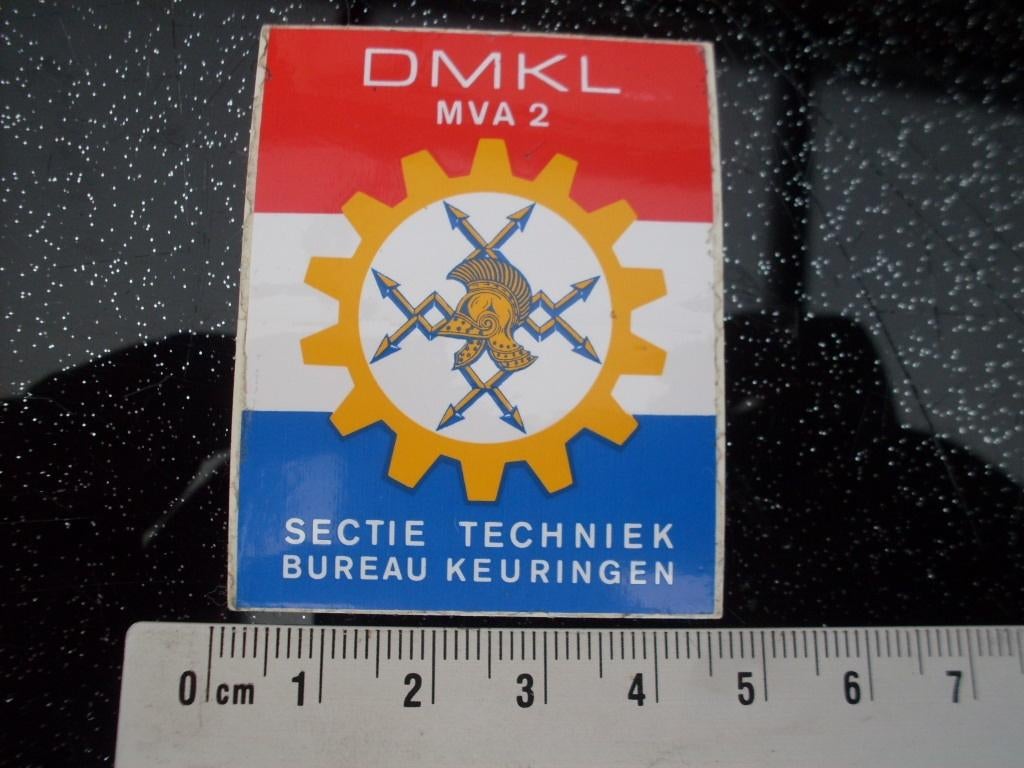 DMKL
MVA 2
SECTIE TECHNIEK
BUREAU KEURINGEN
0 cm 1 2 3 4 5 6 7